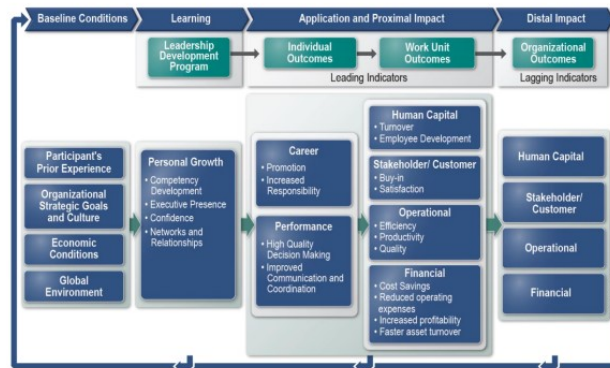 Baseline Conditions
Learning
Application and Proximal Impact
Distal Impact
Leadership
Development
Program
Individual
Outcomes
Work Unit
Outcomes
Organizational
Outcomes
Leading Indicators
Lagging Indicators
Participant's
Prior Experience
Organizational
Strategic Goals
and Culture
Economic
Conditions
Global
Environment
Personal Growth
• Competency
Development
• Executive Presence
• Confidence
• Networks and
Relationships
Career
• Promotion
• Increased
Responsibility
Performance
• High Quality
Decision Making
• Improved
Communication and
Coordination
Human Capital
• Turnover
• Employee Development
Stakeholder/ Customer
• Buy-in
• Satisfaction
Operational
• Efficiency
• Productivity
• Quality
Financial
• Cost Savings
• Reduced operating
expenses
• Increased profitability
• Faster asset turnover
Human Capital
Stakeholder/
Customer
Operational
Financial